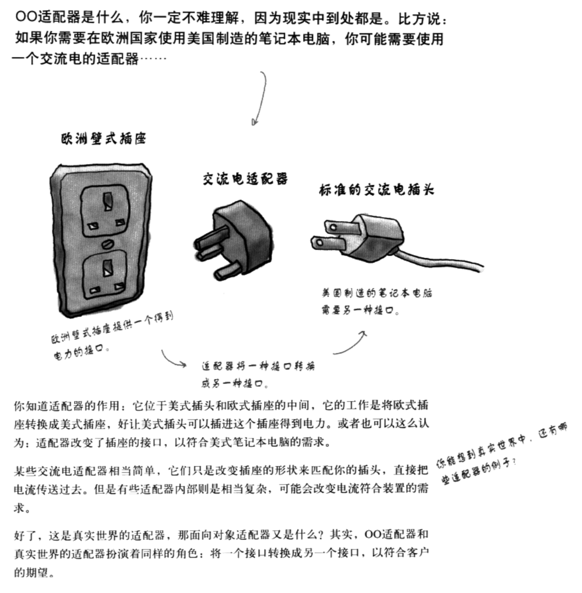 OO适配器是什么，你一定不难理解，因为现实中到处都是。比方说：
如果你需要在欧洲国家使用美国制造的笔记本电脑，你可能需要使用
一个交流电的适配器……
欧洲壁式插座
交流电适配器
标准的交流电插头
欧洲壁式插座提供一个得到
电力的接口。
适配器将一种接口转换
成另一种接口。
美国制造的笔记本电脑
需要另一种接口。
你知道适配器的作用：它位于美式插头和欧式插座的中间，它的工作是将欧式插
座转换成美式插座，好让美式插头可以插进这个插座得到电力。或者也可以这么认
为：适配器改变了插座的接口，以符合美式笔记本电脑的需求。
某些交流电适配器相当简单，它们只是改变插座的形状来匹配你的插头，直接把
电流传送过去。但是有些适配器内部则是相当复杂，可能会改变电流符合装置的需
求。
你能想到真实世界中，还有哪
些适配器的例子？
好了，这是真实世界的适配器，那面向对象适配器又是什么？其实，OO适配器和
真实世界的适配器扮演着同样的角色：将一个接口转换成另一个接口，以符合客户
的期望。